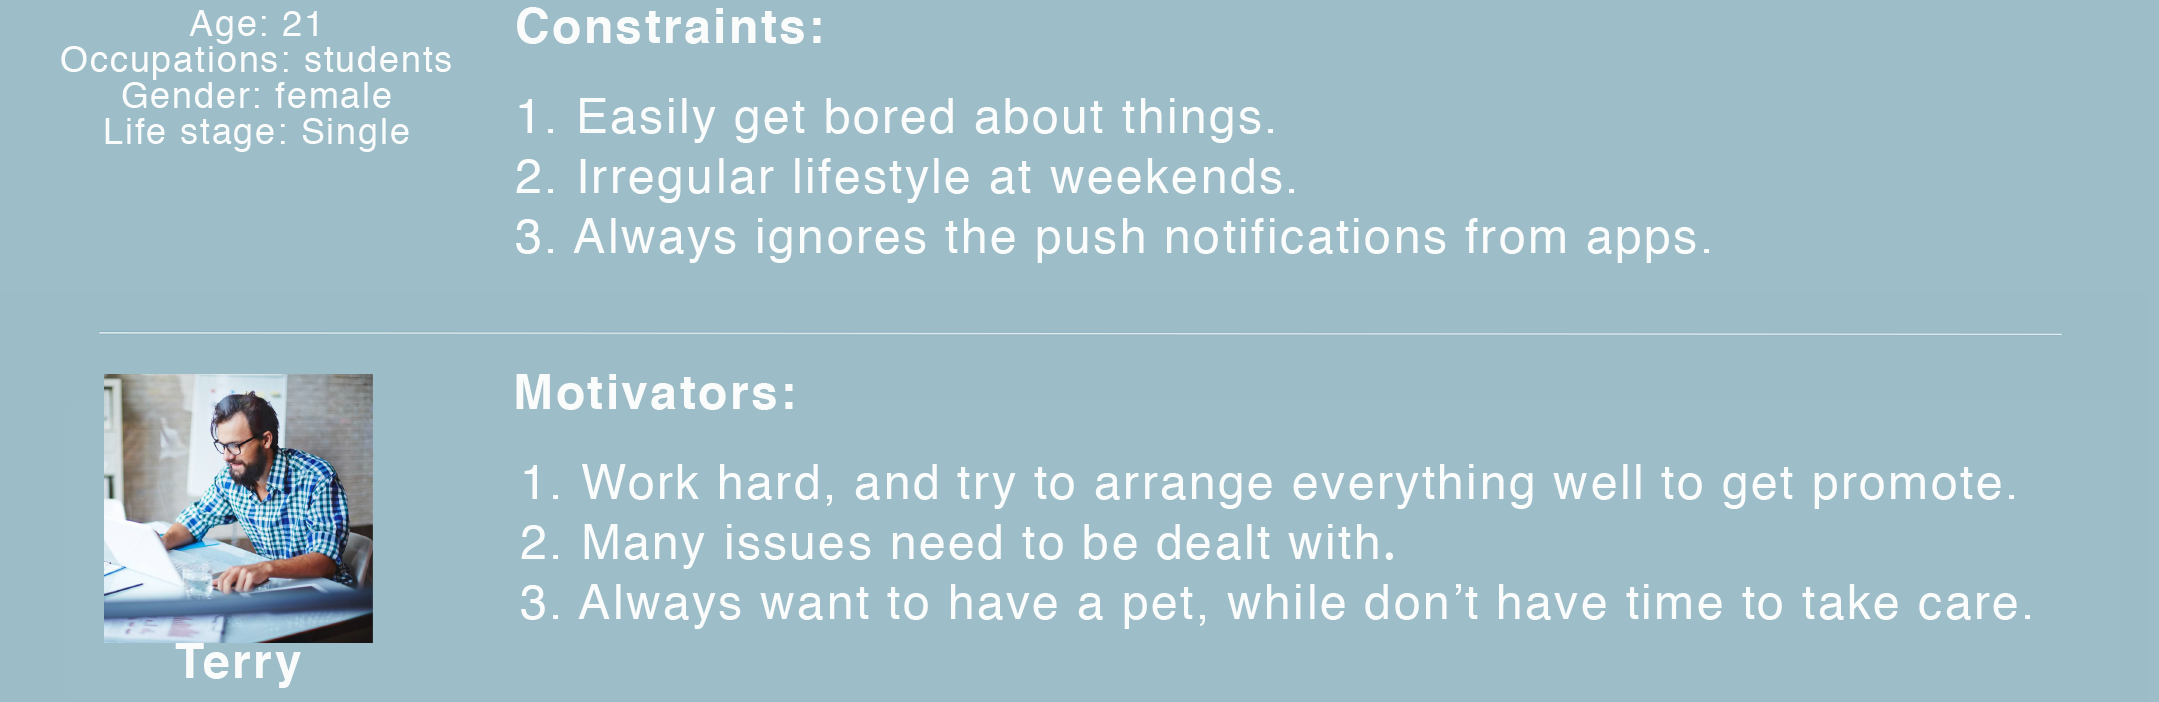 Age: 21
Occupations: students
Gender: female
Life stage: Single
Constraints:
1. Easily get bored about things.
2. Irregular lifestyle at weekends.
3. Always ignores the push notifications from apps.
Terry
Motivators:
1. Work hard, and try to arrange everything well to get promote.
2. Many issues need to be dealt with.
3. Always want to have a pet, while don’t have time to take care.